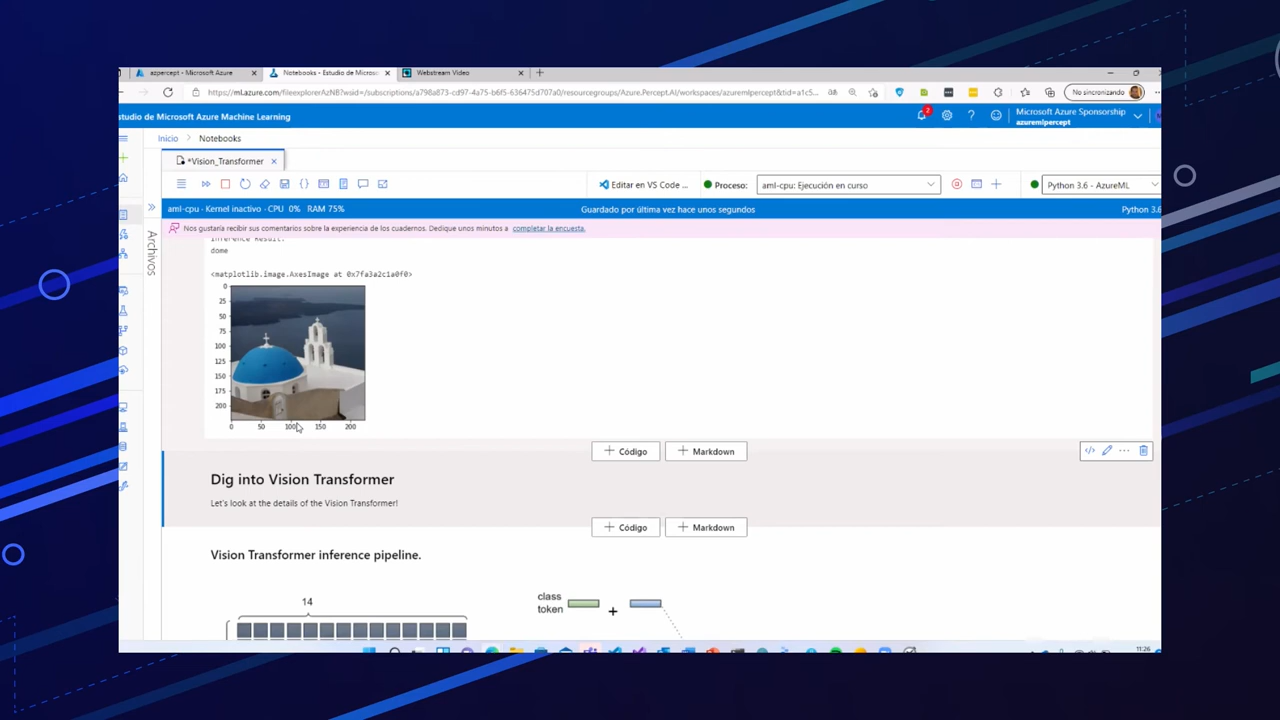 azpercept - Microsoft Azure
Notebooks - Estudio de Microso
Webstream Video
https://ml.azure.com/fileexplorerAzNB?wsid=/subscriptions/a798a873-cd97-4a75-b6f5-636475d707a0/resourcegroups/Azure.Percept.AI/workspaces/azuremlpercept&tid=a1c5...
No sincronizando
estudio de Microsoft Azure Machine Learning
2
Microsoft Azure Sponsorship
azuremlpercept
Inicio
Notebooks
*Vision_Transformer
Editar en VS Code ...
Proceso:
aml-cpu: Ejecución en curso
Python 3.6 - AzureML
aml-cpu · Kernel inactivo · CPU 0% RAM 75%
Guardado por última vez hace unos segundos
Python 3.6
Nos gustaría recibir sus comentarios sobre la experiencia de los cuadernos. Dedique unos minutos a completar la encuesta.
Archivos
Inference Result:
dome
<matplotlib.image.AxesImage at 0x7fa3a2c1a0f0>
0
25
50
75
100
125
150
175
200
0 50 100 150 200
+ Código
+ Markdown
Dig into Vision Transformer
Let's look at the details of the Vision Transformer!
+ Código
+ Markdown
Vision Transformer inference pipeline.
14
class
token
+
11:26